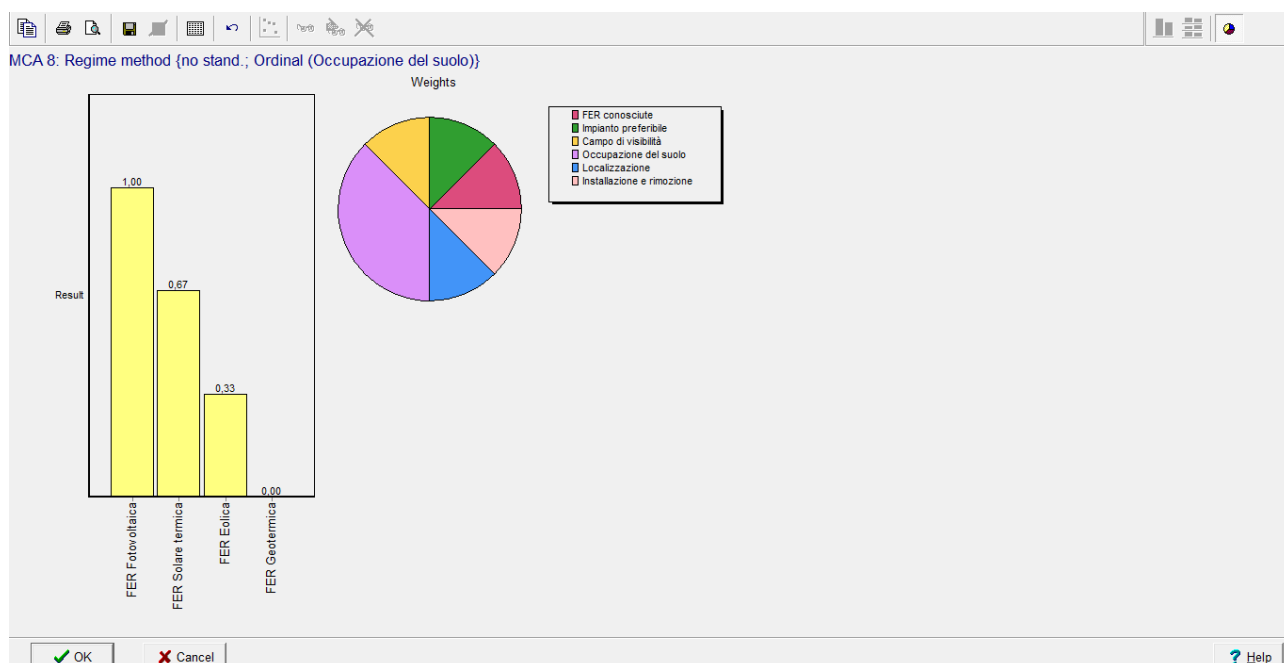 MCA 8: Regime method {no stand.; Ordinal (Occupazione del suolo)}
Weights
FER conosciute
Impianto preferibile
Campo di visibilità
Occupazione del suolo
Localizzazione
Installazione e rimozione
1,00
0,67
Result
0,33
0,00
FER Fotovoltaica
FER Solare termica
FER Eolica
FER Geotermica
OK
Cancel
? Help